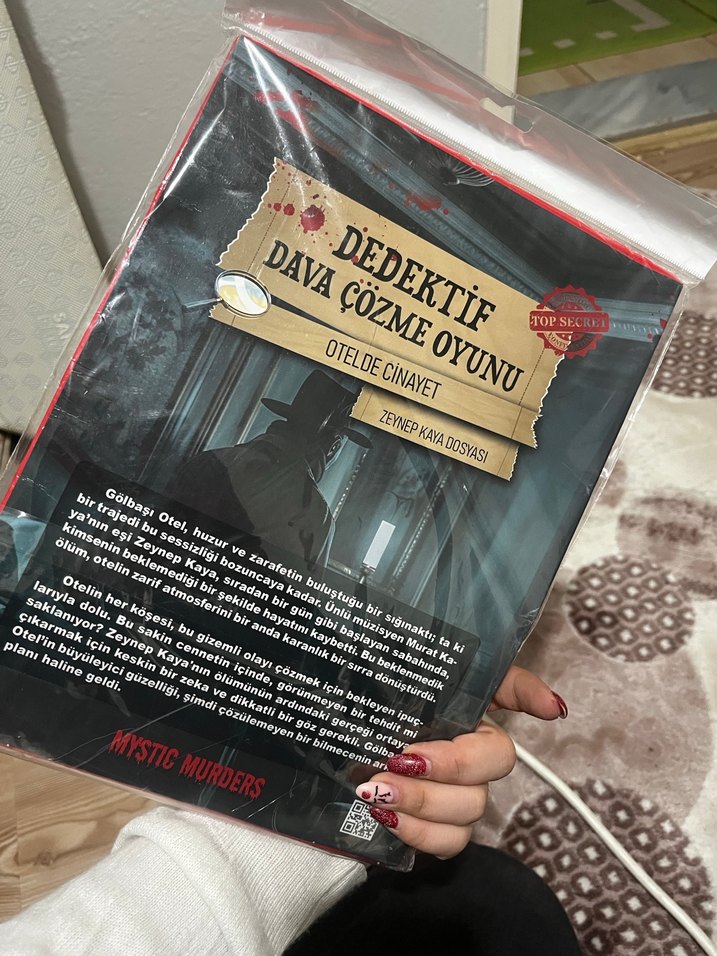 DEDEKTİF
DAVA ÇÖZME OYUNU
TOP SECRET
OTELDE CİNAYET
ZEYNEP KAYA DOSYASI
Gölbaşı Otel, huzur ve zarafetin buluştuğu bir sığınaktı; ta ki
bir trajedi bu sessizliği bozuncaya kadar. Ünlü müzisyen Murat Ka-
ya’nın eşi Zeynep Kaya, sıradan bir gün gibi başlayan sabahında,
kimsenin beklemediği bir şekilde hayatını kaybetti. Bu beklenmedik
ölüm, otelin zarif atmosferini bir anda karanlık bir sırra dönüştürdü.
Otelin her köşesi, bu gizemli olayı çözmek için bekleyen ipuç-
larıyla dolu. Bu sakin cennetin içinde, görünmeyen bir tehdit mi
saklanıyor? Zeynep Kaya’nın ölümünün ardındaki gerçeği ortaya
çıkarmak için keskin bir zeka ve dikkatli bir göz gerekli. Gölba
Otel’in büyüleyici güzelliği, şimdi çözülemeyen bir bilmecenin ar
planı haline geldi.
MYSTIC MURDERS